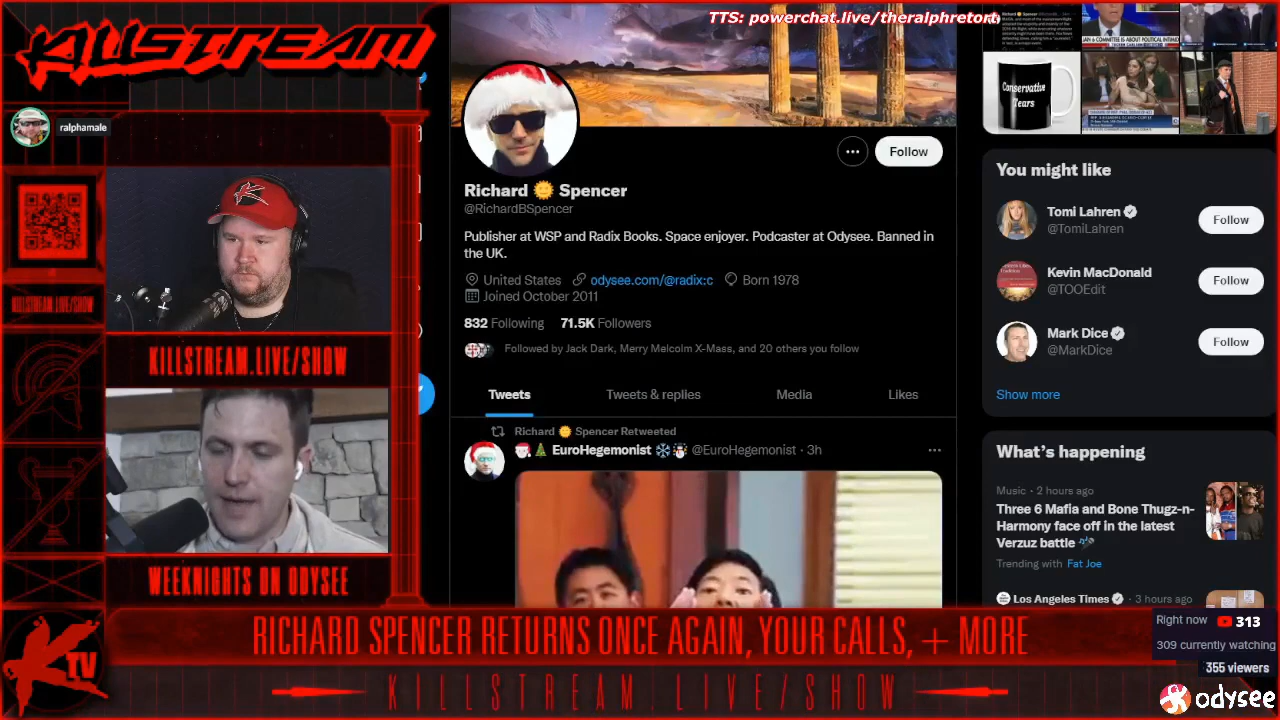 TTS: powerchat.live/theralphretort
KILLSTREAM
ralphamale
KILLSTREAM.LIVE/SHOW
KILLSTREAM.LIVE/SHOW
WEEKNIGHTS ON ODYSEE
Follow
Richard 🌞 Spencer
@RichardBSpencer
Publisher at WSP and Radix Books. Space enjoyer. Podcaster at Odysee. Banned in
the UK.
United States odysee.com/@radix:c Born 1978
Joined October 2011
832 Following 71.5K Followers
Followed by Jack Dark, Merry Melcolm X-Mass, and 20 others you follow
Tweets Tweets & replies Media Likes
Richard 🌞 Spencer Retweeted
🎅🎄 EuroHegemonist ❄️☃️ @EuroHegemonist · 3h
Conservative
Tears
You might like
Tomi Lahren
@TomiLahren
Follow
Kevin MacDonald
@TOOEdit
Follow
Mark Dice
@MarkDice
Follow
Show more
What's happening
Music · 2 hours ago
Three 6 Mafia and Bone Thugz-n-
Harmony face off in the latest
Verzuz battle
Trending with Fat Joe
Los Angeles Times · 3 hours ago
Right now 313
309 currently watching
355 viewers
odysee
KTV
RICHARD SPENCER RETURNS ONCE AGAIN, YOUR CALLS, + MORE
KILLSTREAM.LIVE/SHOW